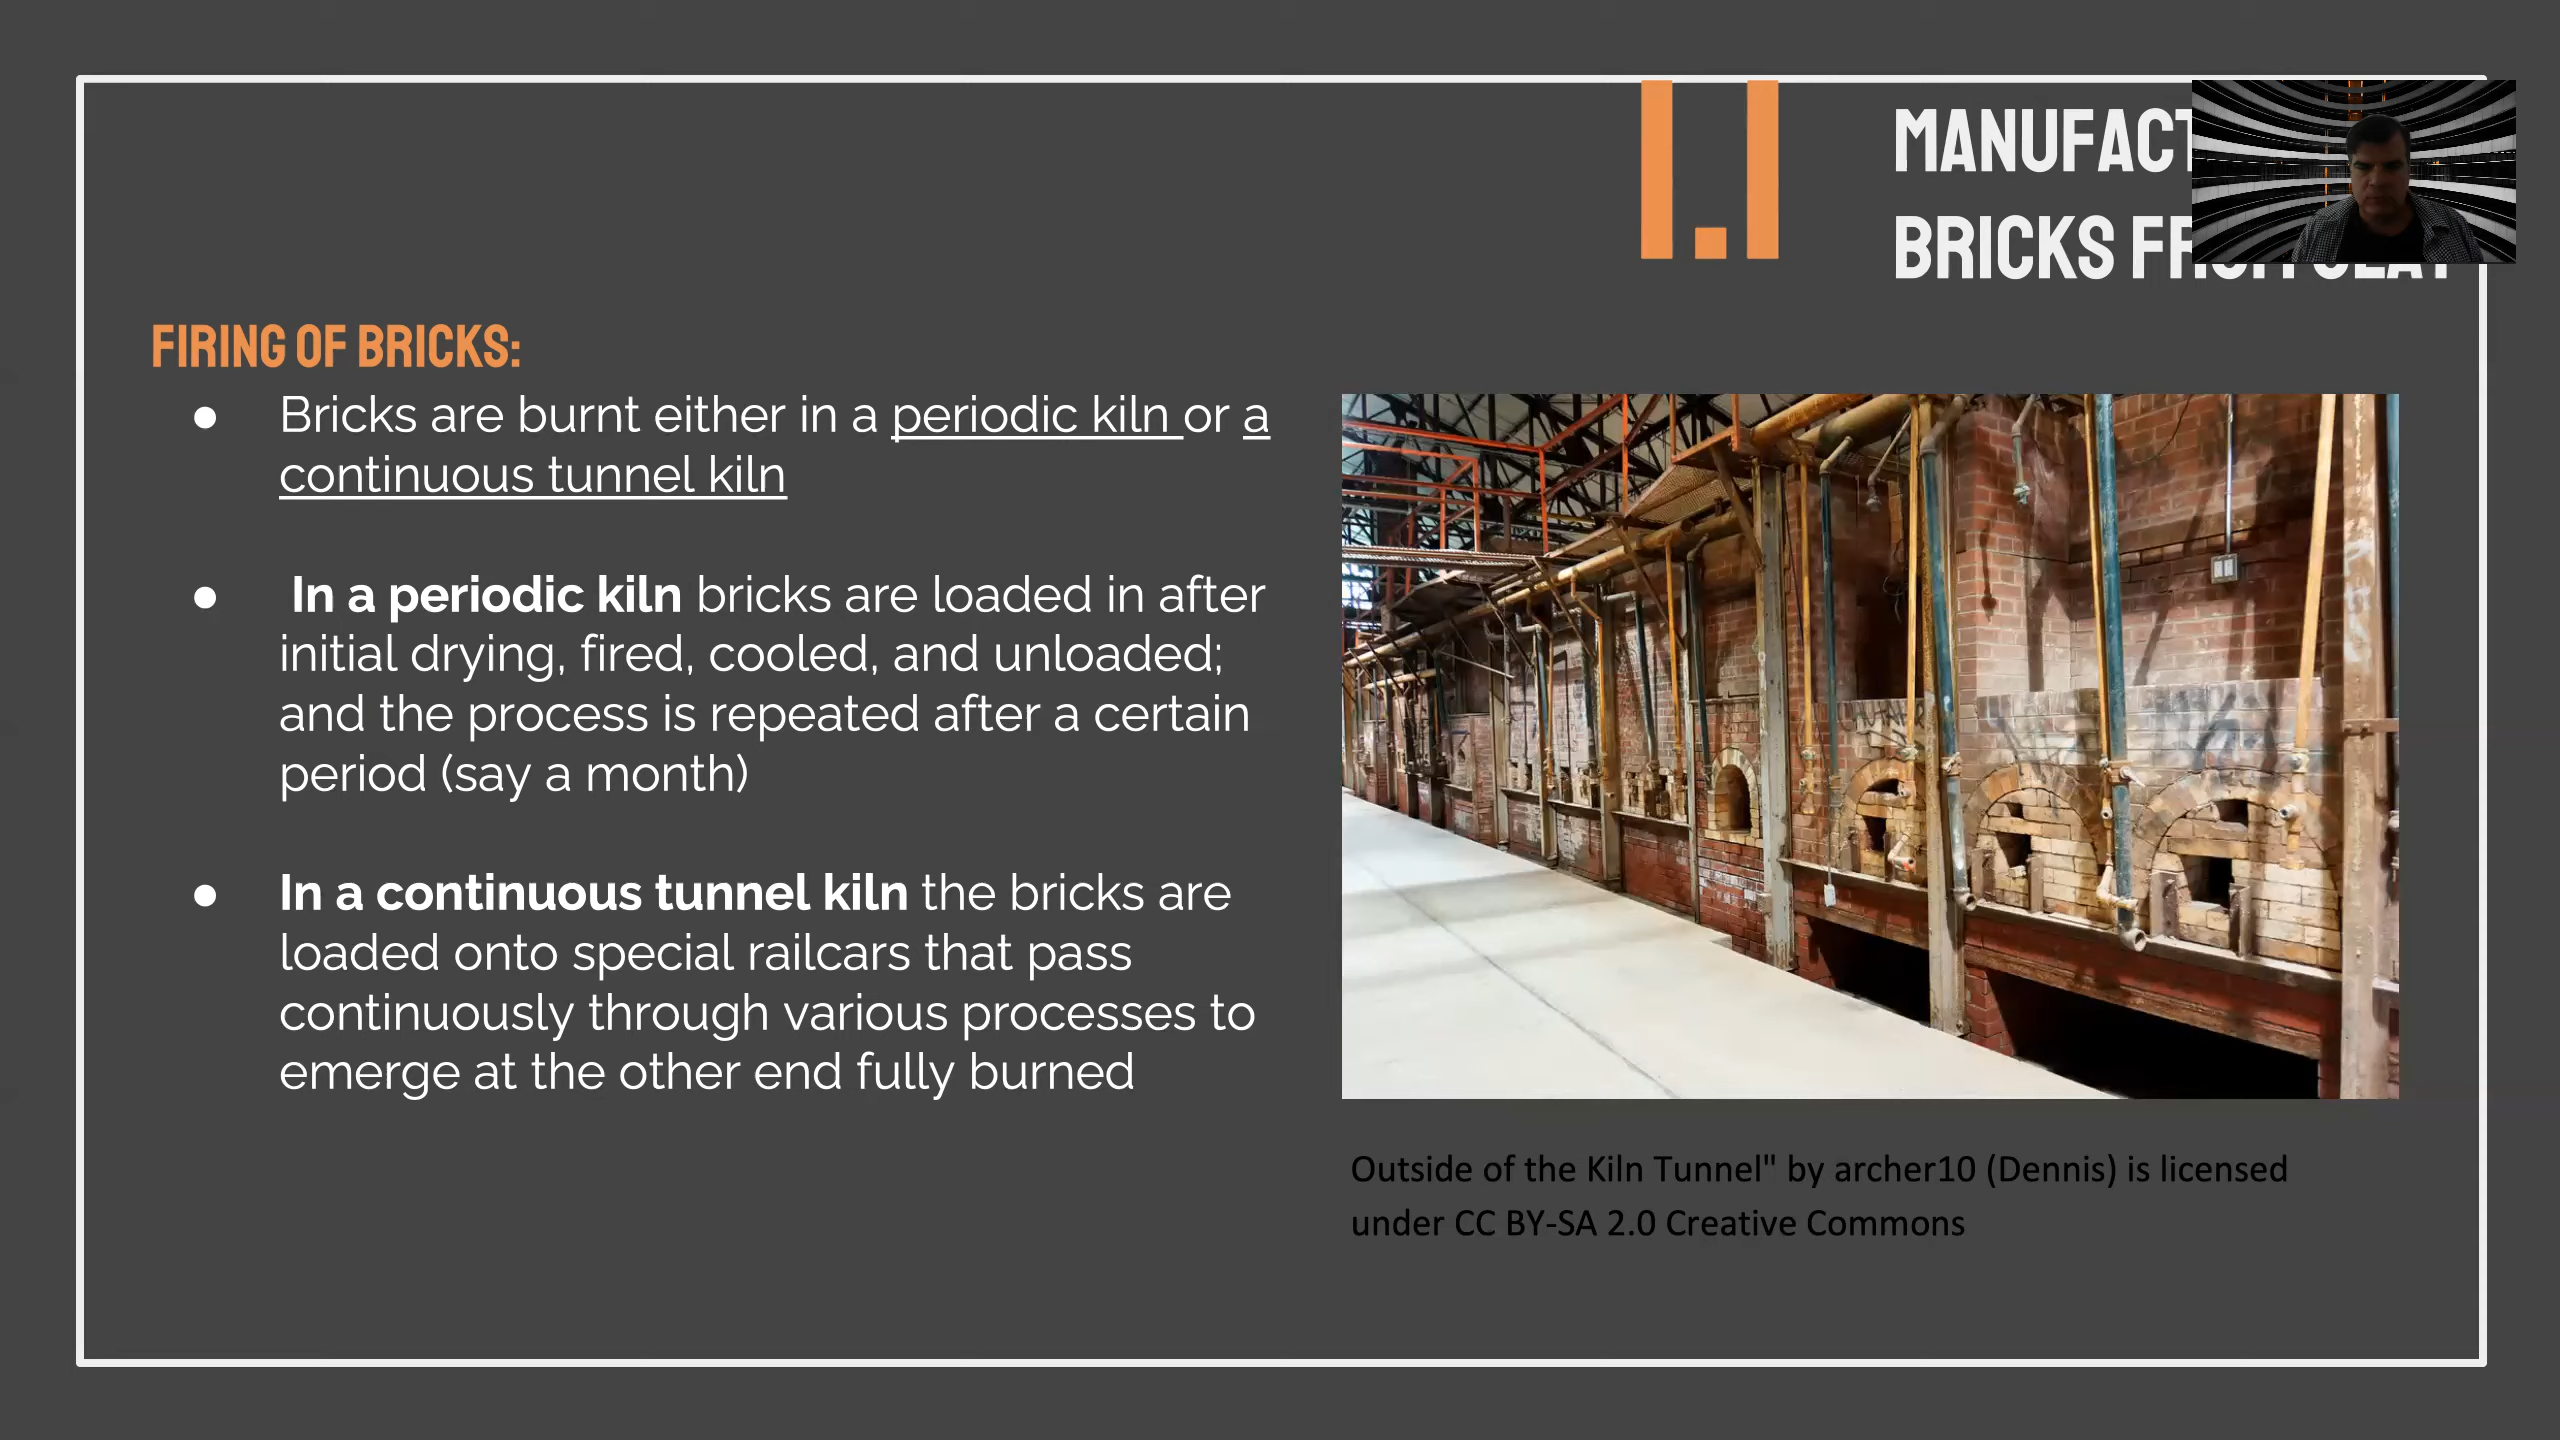 1.1
MANUFACT
BRICKS FROM CLAY
FIRING OF BRICKS:
● Bricks are burnt either in a periodic kiln or a
continuous tunnel kiln
● In a periodic kiln bricks are loaded in after
initial drying, fired, cooled, and unloaded;
and the process is repeated after a certain
period (say a month)
● In a continuous tunnel kiln the bricks are
loaded onto special railcars that pass
continuously through various processes to
emerge at the other end fully burned
Outside of the Kiln Tunnel" by archer10 (Dennis) is licensed
under CC BY-SA 2.0 Creative Commons